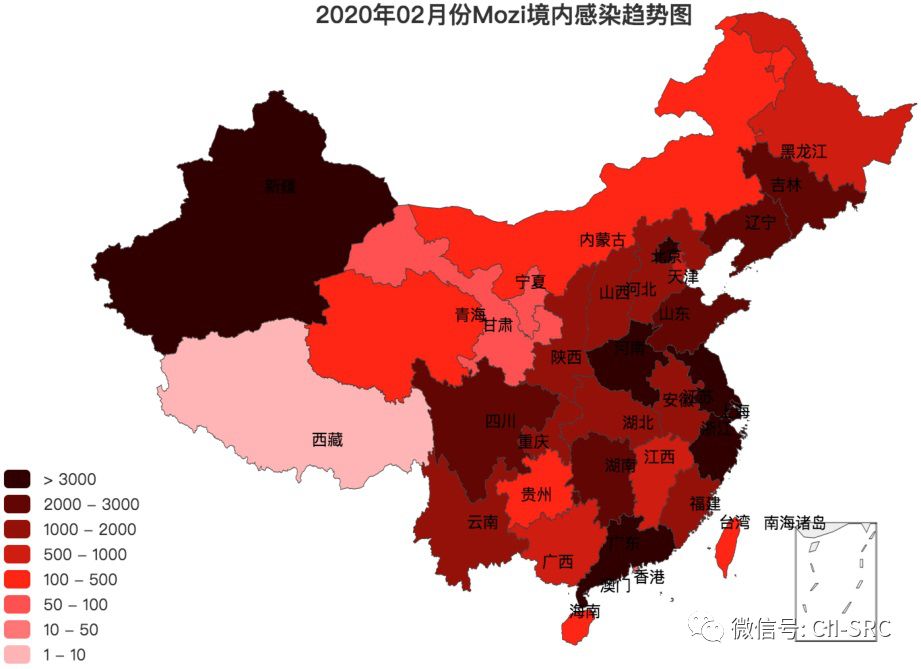 2020年02月份Mozi境内感染趋势图
黑龙江
新疆
吉林
辽宁
内蒙古
北京
天津
宁夏
山西
河北
青海
甘肃
山东
河南
陕西
安徽
江苏
上海
四川
湖北
浙江
西藏
重庆
湖南
江西
贵州
福建
云南
台湾
南海诸岛
广西
广东
香港
澳门
海南
> 3000
2000 – 3000
1000 – 2000
500 – 1000
100 – 500
50 – 100
10 – 50
1 – 10
微信号: CII-SRC